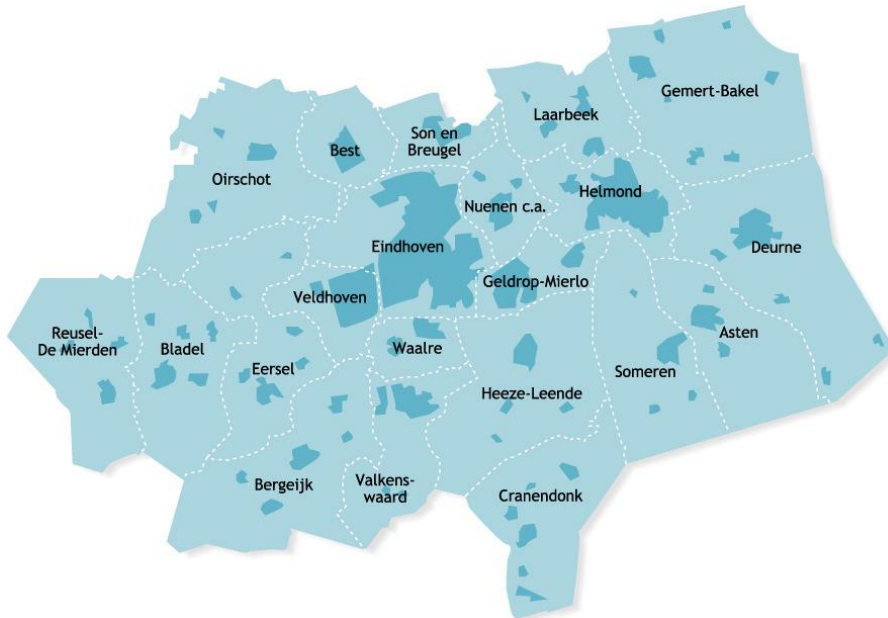 Gemert-Bakel
Laarbeek
Son en
Breugel
Best
Oirschot
Helmond
Nuenen c.a.
Eindhoven
Deurne
Geldrop-Mierlo
Veldhoven
Reusel-
De Mierden
Bladel
Asten
Waalre
Eersel
Someren
Heeze-Leende
Valkens-
waard
Bergeijk
Cranendonk